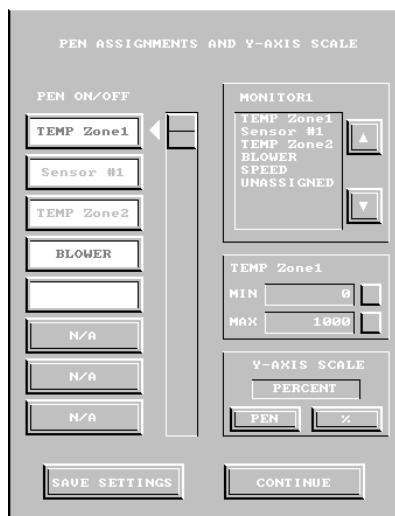 PEN ASSIGNMENTS AND Y-AXIS SCALE
PEN ON/OFF
TEMP Zone1
Sensor #1
TEMP Zone2
BLOWER
N/A
N/A
N/A
MONITOR1
TEMP Zone1
Sensor #1
TEMP Zone2
BLOWER
SPEED
UNASSIGNED
TEMP Zone1
MIN 0
MAX 1000
Y-AXIS SCALE
PERCENT
PEN %
SAVE SETTINGS CONTINUE